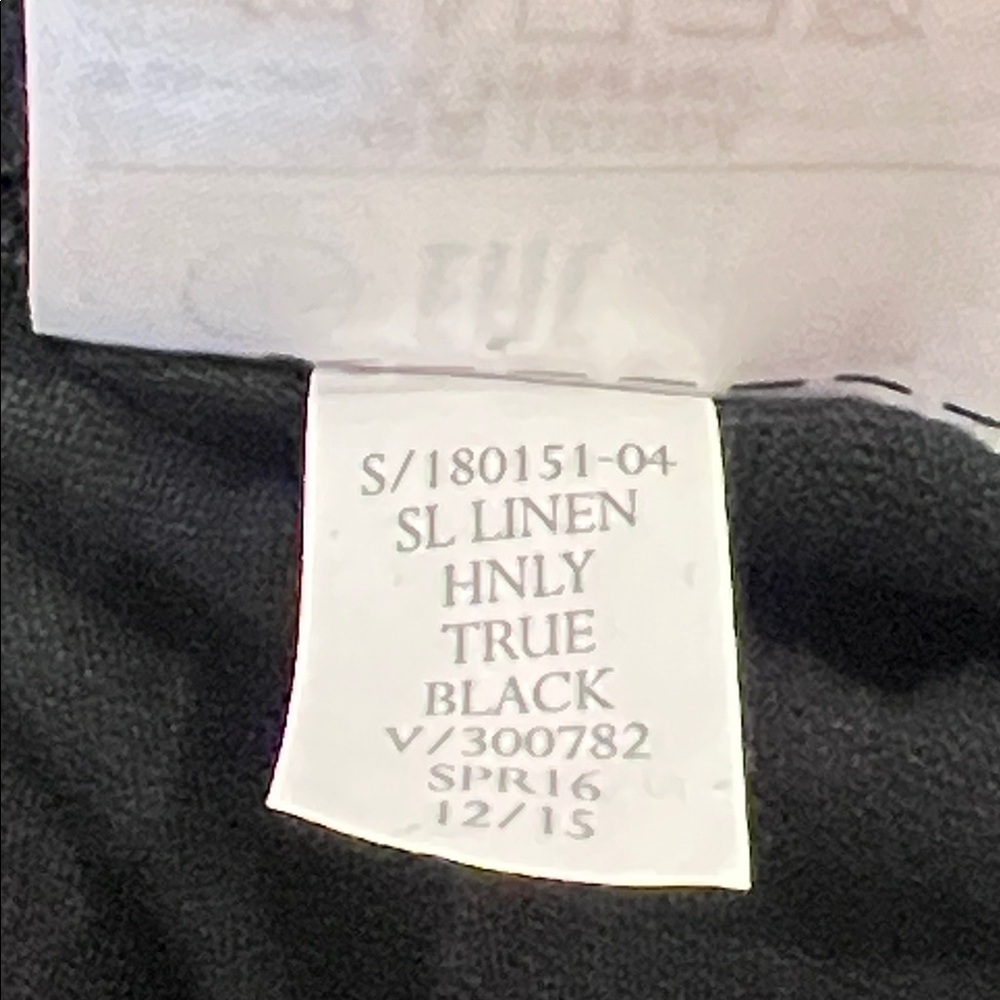 S/180151-04
SL LINEN
HNLY
TRUE
BLACK
V/300782
SPR16
12/15